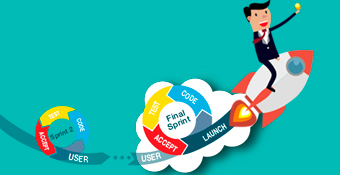 TEST
CODE
ACCEPT
Sprint 2
USER
TEST
CODE
ACCEPT
Final
Sprint
USER
LAUNCH